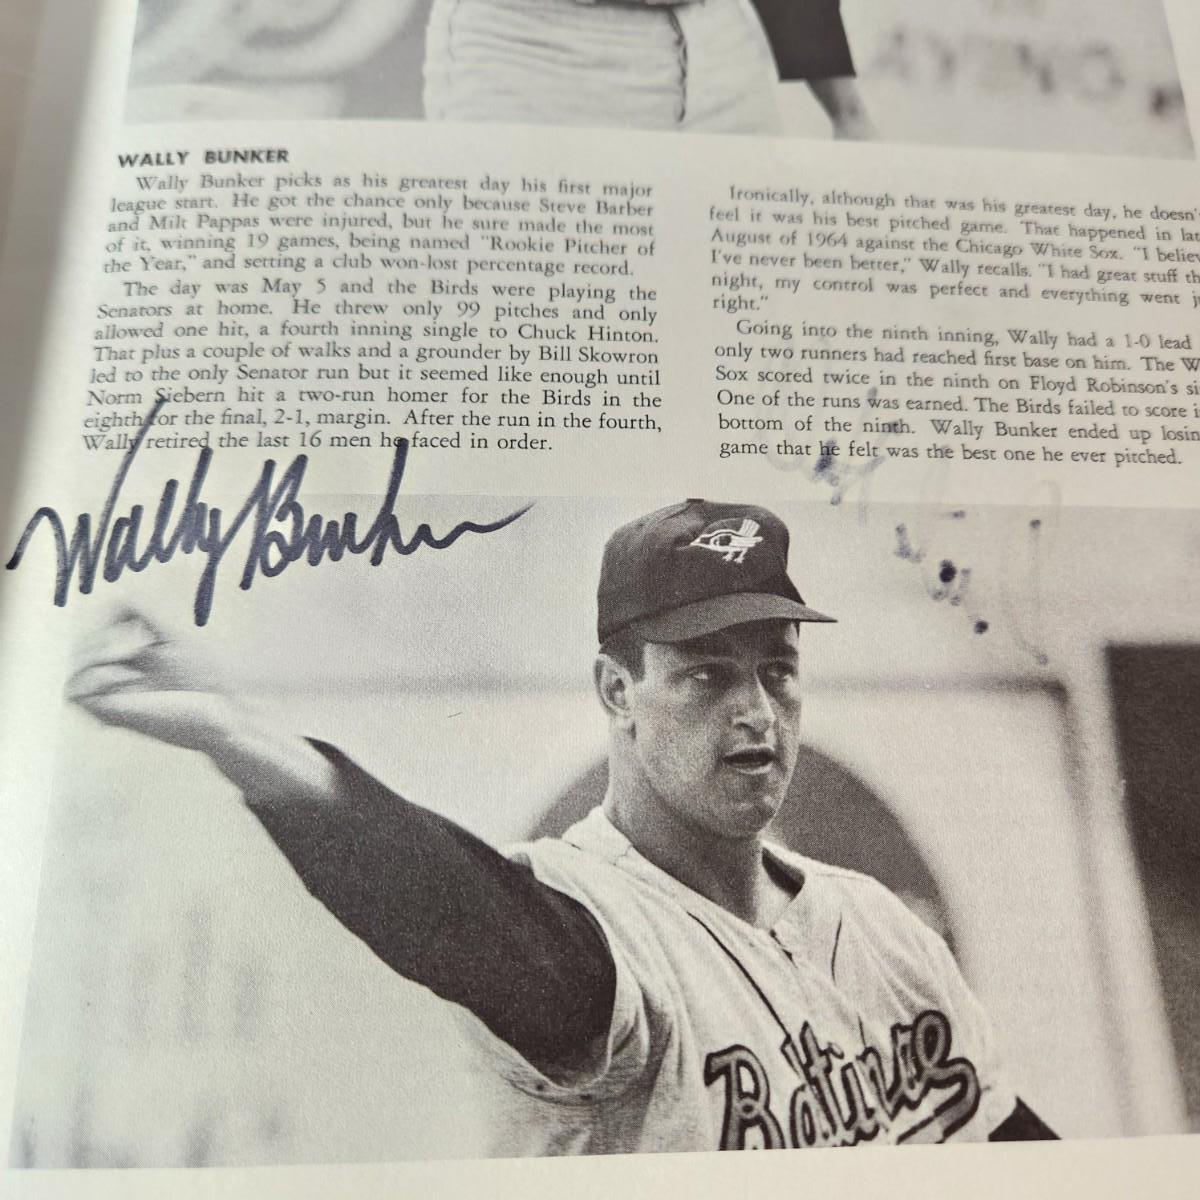 WALLY BUNKER
Wally Bunker picks as his greatest day his first major
league start. He got the chance only because Steve Barber
and Milt Pappas were injured, but he sure made the most
of it, winning 19 games, being named "Rookie Pitcher of
the Year," and setting a club won-lost percentage record.
The day was May 5 and the Birds were playing the
Senators at home. He threw only 99 pitches and only
allowed one hit, a fourth inning single to Chuck Hinton.
That plus a couple of walks and a grounder by Bill Skowron
led to the only Senator run but it seemed like enough until
Norm Siebern hit a two-run homer for the Birds in the
eighth for the final, 2-1, margin. After the run in the fourth,
Wally retired the last 16 men he faced in order.
Ironically, although that was his greatest day, he doesn'
feel it was his best pitched game. That happened in
August of 1964 against the Chicago White Sox. "I
I've never been better," Wally recalls. "I had great stuff
night, my control was perfect and everything went
right."
Going into the ninth inning, Wally had a 1-0 lead
only two runners had reached first base on him. The
Sox scored twice in the ninth on Floyd Robinson's
One of the runs was earned. The Birds failed to score
bottom of the ninth. Wally Bunker ended up
game that he felt was the best one he ever pitched.
Wally Bunker
Baltimore